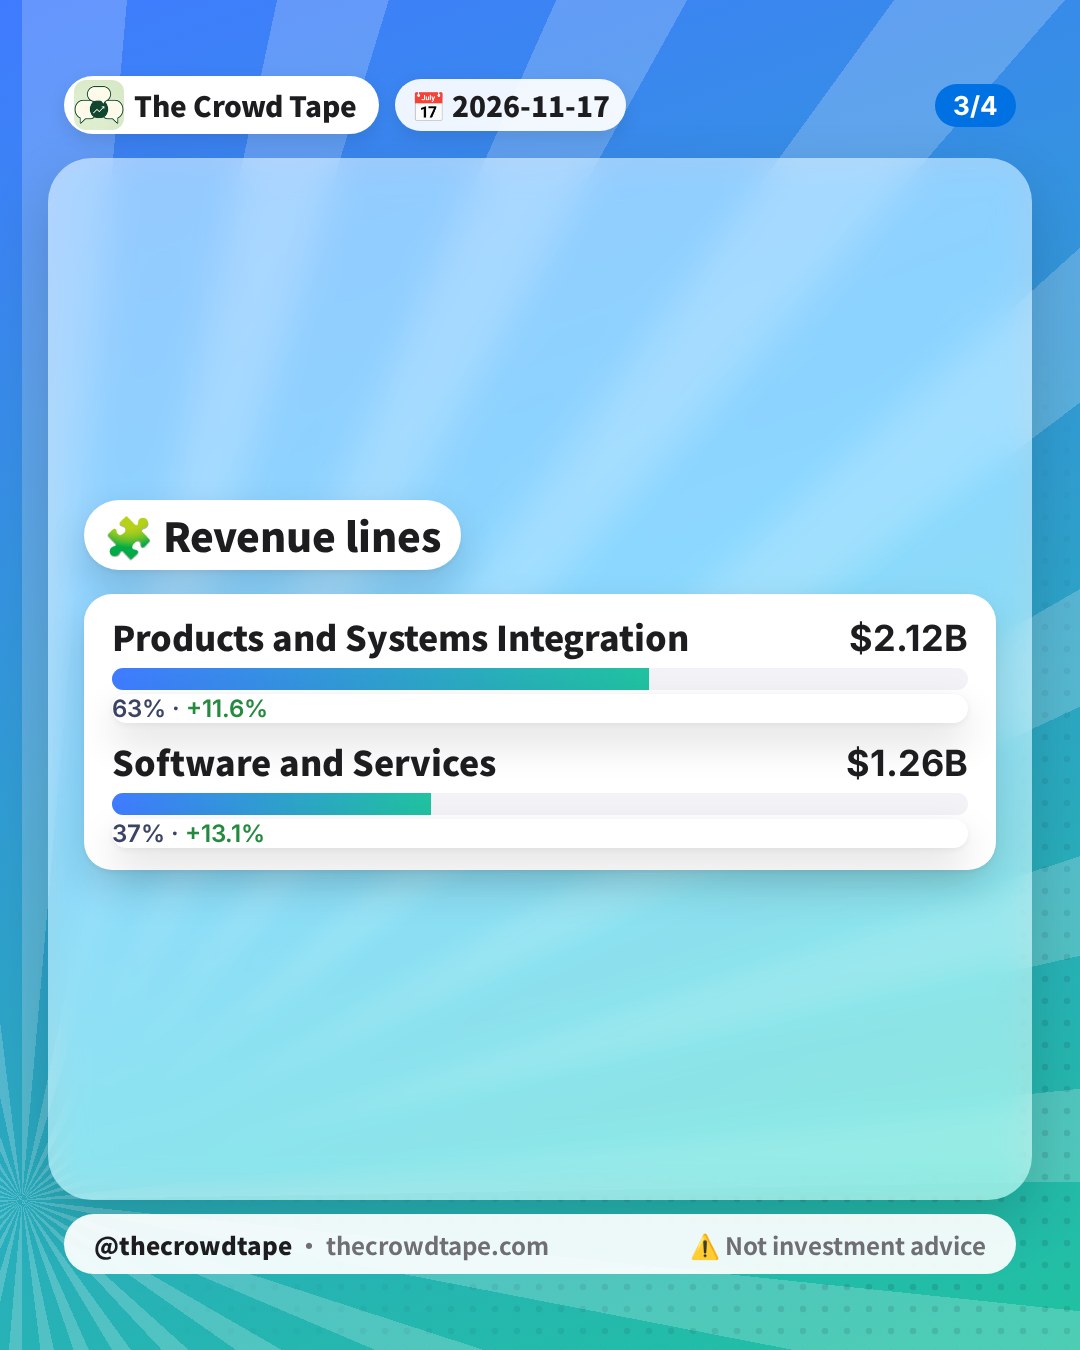 The Crowd Tape
📅 2026-11-17
3/4
🧩 Revenue lines
Products and Systems Integration $2.12B
63% · +11.6%
Software and Services $1.26B
37% · +13.1%
@thecrowdtape • thecrowdtape.com ⚠️ Not investment advice